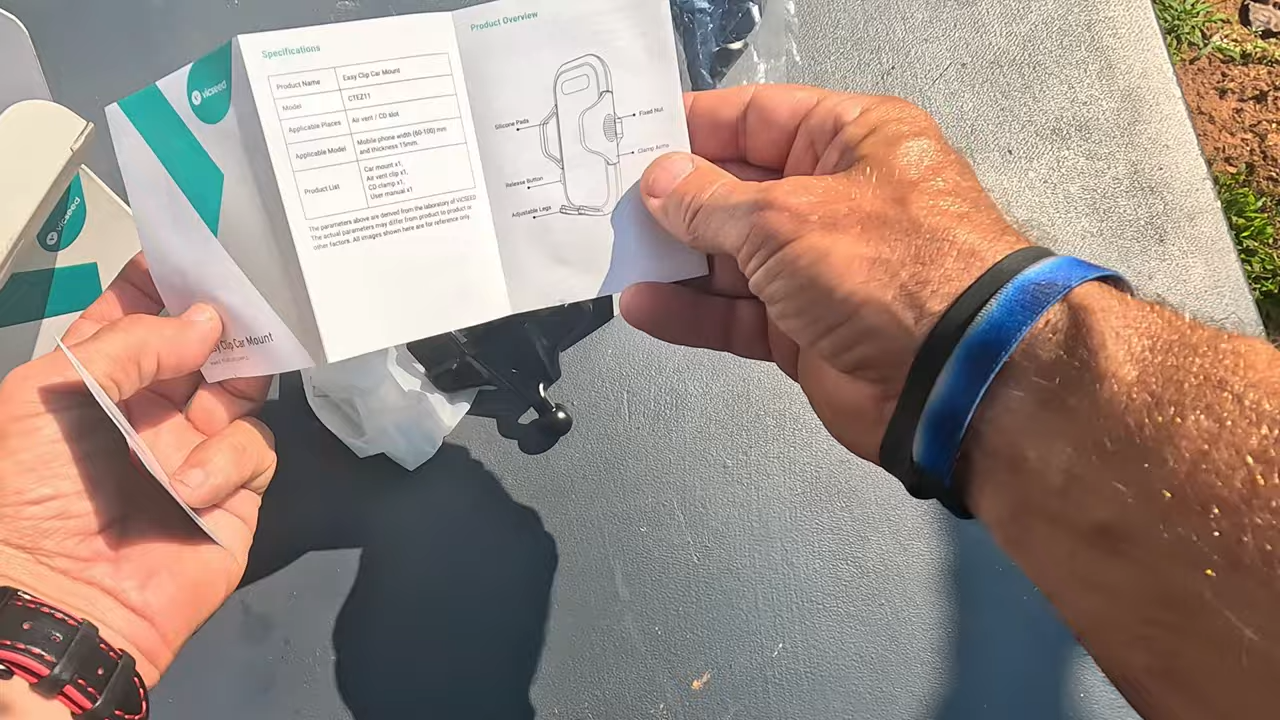 vicseed
Specifications
Product Name Easy Clip Car Mount
Model CTEZ11
Applicable Places Air vent / CD slot
Applicable Model Mobile phone width (60-100) mm
and thickness 15mm.
Product List Car mount x1,
Air vent clip x1,
CD clamp x1,
User manual x1
The parameters above are derived from the laboratory of VICSEED
The actual parameters may differ from product to product or
other factors. All images shown here are for reference only.
Product Overview
Silicone Pads
Fixed Nut
Clamp Arms
Release Button
Adjustable Legs
Clip Car Mount
vicseed